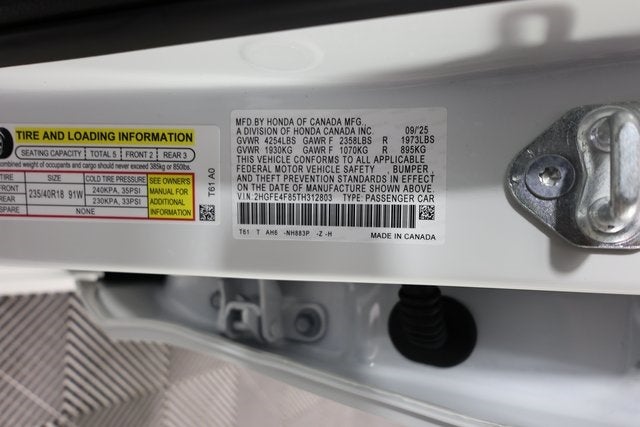 TIRE AND LOADING INFORMATION
SEATING CAPACITY TOTAL 5 FRONT 2 REAR 3
combined weight of occupants and cargo should never exceed 385kg or 850lbs.
TIRE SIZE COLD TIRE PRESSURE
FRONT 235/40R18 91W 240KPA, 35PSI
REAR 230KPA, 33PSI
SPARE NONE
SEE OWNER'S
MANUAL FOR
ADDITIONAL
INFORMATION
T61A0
MFD.BY HONDA OF CANADA MFG.,
A DIVISION OF HONDA CANADA INC. 09/'25
GVWR 4254LBS GAWR F 2358LBS R 1973LBS
GVWR 1930KG GAWR F 1070KG R 895KG
THIS VEHICLE CONFORMS TO ALL APPLICABLE
FEDERAL MOTOR VEHICLE SAFETY , BUMPER ,
AND THEFT PREVENTION STANDARDS IN EFFECT
ON THE DATE OF MANUFACTURE SHOWN ABOVE.
V.I.N. 2HGFE4F85TH312803 TYPE: PASSENGER CAR
T61 T AH6 -NH883P -Z-H
MADE IN CANADA